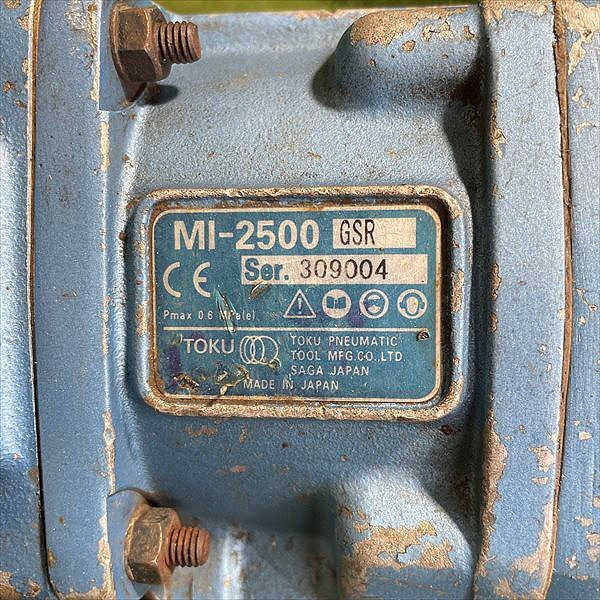 MI-2500 GSR
CE Ser. 309004
Pmax 0.6 MPa(e)
TOKU TOKU PNEUMATIC
TOOL MFG.CO.,LTD.
SAGA JAPAN
MADE IN JAPAN